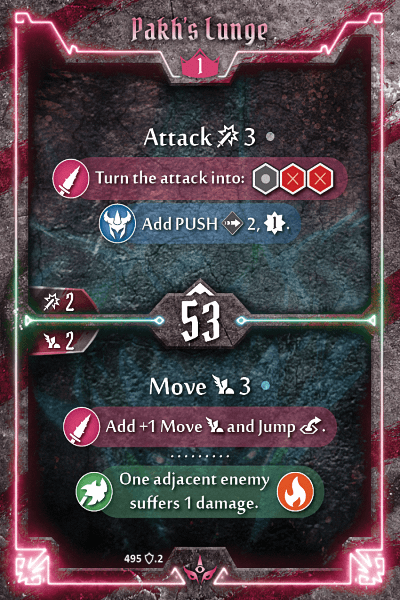 Pakh's Lunge
1
Attack 3
Turn the attack into:
Add PUSH 2, 1.
2
53
2
Move 3
Add +1 Move and Jump .
One adjacent enemy
suffers 1 damage.
495 .2